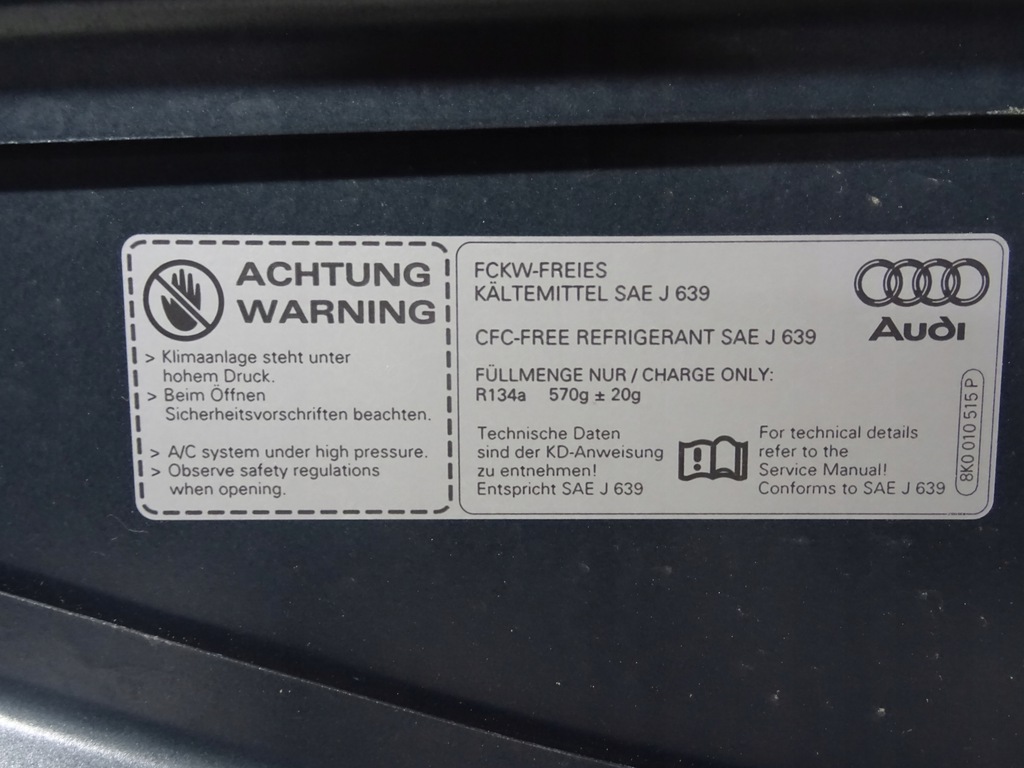 ACHTUNG
WARNING
> Klimaanlage steht unter
hohem Druck.
> Beim Öffnen
Sicherheitsvorschriften beachten.
> A/C system under high pressure.
> Observe safety regulations
when opening.
FCKW-FREIES
KÄLTEMITTEL SAE J 639
CFC-FREE REFRIGERANT SAE J 639
FÜLLMENGE NUR / CHARGE ONLY:
R134a 570g ± 20g
Technische Daten
sind der KD-Anweisung
zu entnehmen!
Entspricht SAE J 639
For technical details
refer to the
Service Manual!
Conforms to SAE J 639
Audi
8K0 010 515 P